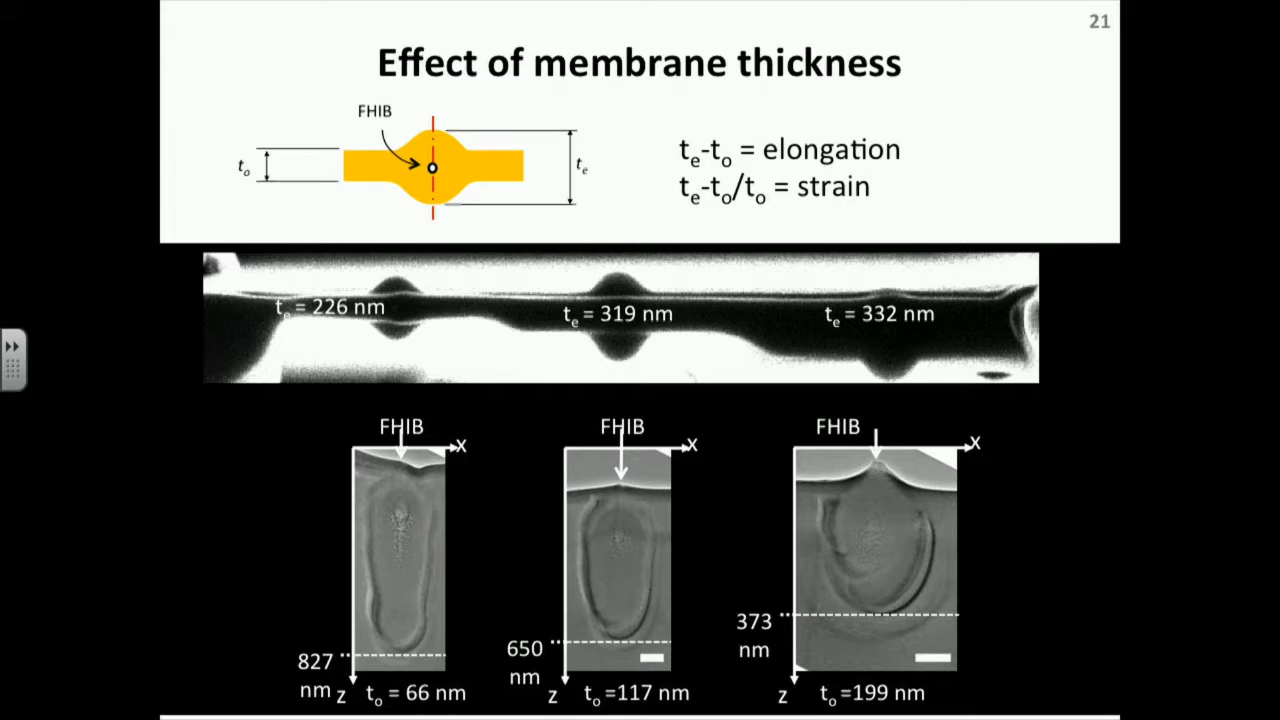 21
Effect of membrane thickness
FHIB
to
te
te-to = elongation
te-to/to = strain
te = 226 nm
te = 319 nm
te = 332 nm
FHIB
x
FHIB
x
FHIB
x
827
nm
z
to = 66 nm
650
nm
z
to =117 nm
373
nm
z
to =199 nm